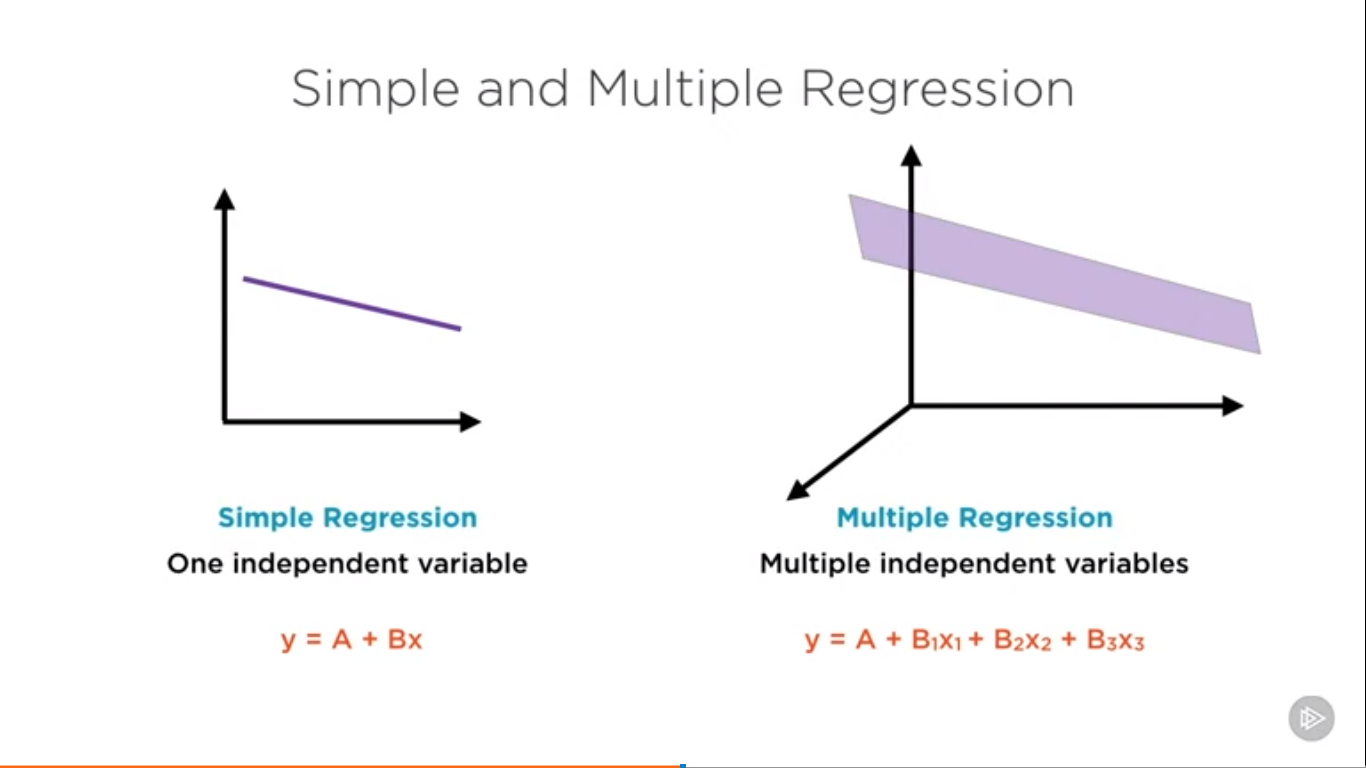 Simple and Multiple Regression
Simple Regression
One independent variable
y = A + Bx
Multiple Regression
Multiple independent variables
y = A + B₁x₁ + B₂x₂ + B₃x₃